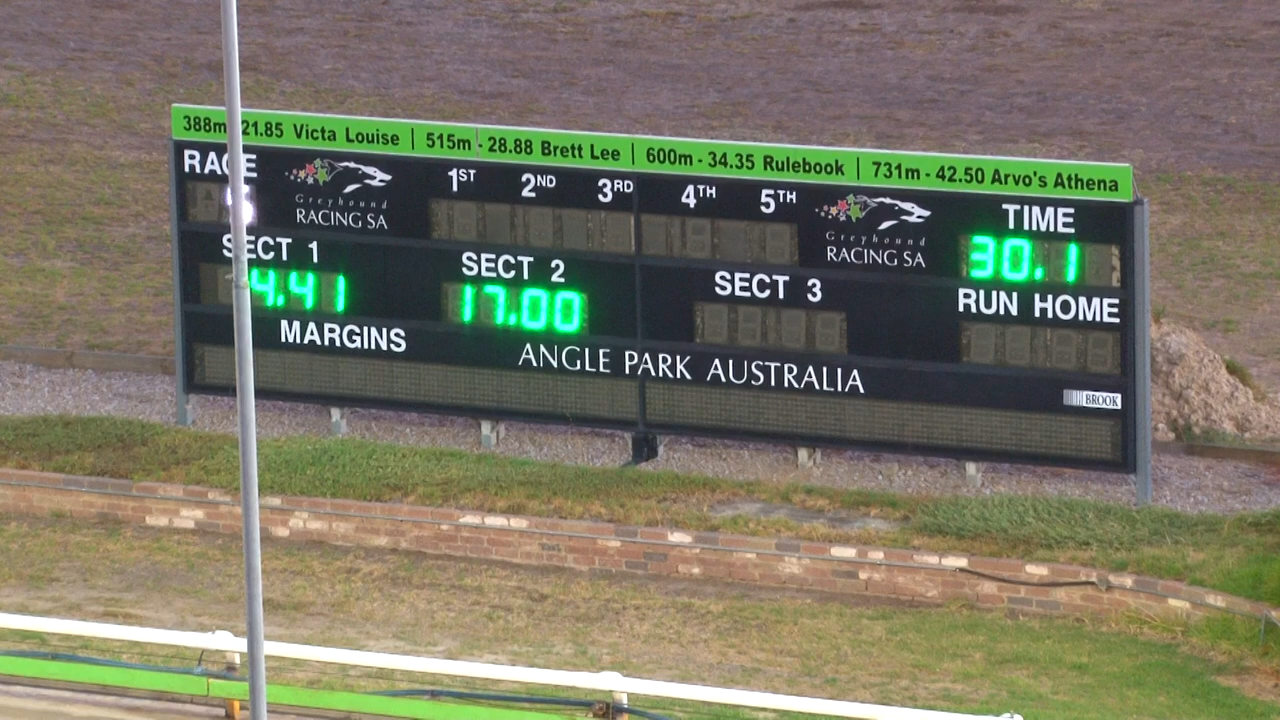 388m 21.85 Victa Louise | 515m - 28.88 Brett Lee | 600m - 34.35 Rulebook | 731m - 42.50 Arvo's Athena
RACE
Greyhound
RACING SA
1ST 2ND 3RD 4TH 5TH
Greyhound
RACING SA
TIME
30.1
SECT 1
4.41
SECT 2
17.00
SECT 3
RUN HOME
MARGINS
ANGLE PARK AUSTRALIA
BROOK